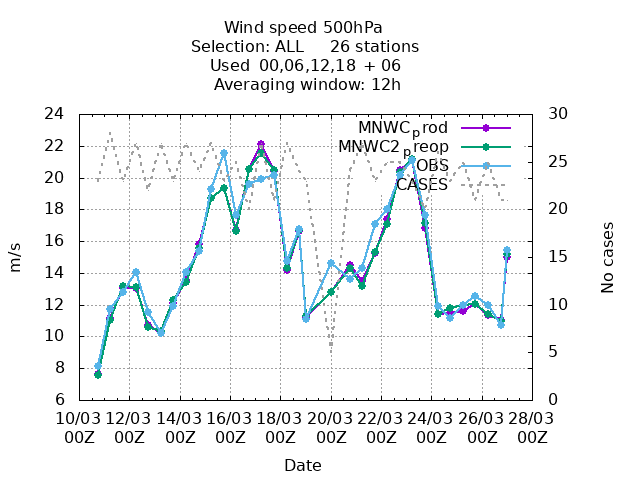 Wind speed 500hPa
Selection: ALL 26 stations
Used 00,06,12,18 + 06
Averaging window: 12h
24 22 20 18 16 14 12 10 8 6
m/s
MNWCprod
MNWC2preop
OBS
CASES
30 25 20 15 10 5 0
No cases
10/03 12/03 14/03 16/03 18/03 20/03 22/03 24/03 26/03 28/03
00Z 00Z 00Z 00Z 00Z 00Z 00Z 00Z 00Z 00Z
Date